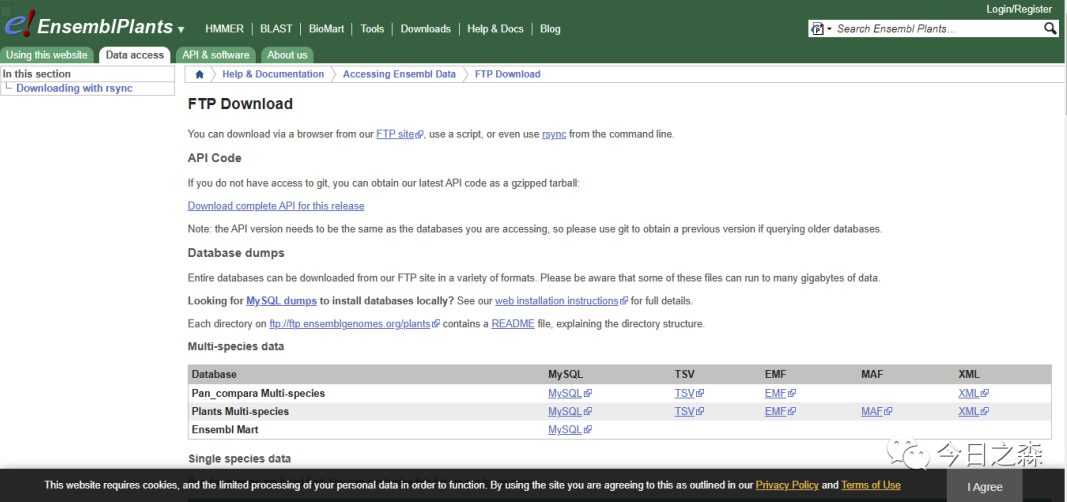 Login/Register
e! EnsemblPlants HMMER BLAST BioMart Tools Downloads Help & Docs Blog
Search Ensembl Plants...
Using this website Data access API & software About us
In this section
Downloading with rsync
Help & Documentation Accessing Ensembl Data FTP Download
FTP Download
You can download via a browser from our FTP site, use a script, or even use rsync from the command line.
API Code
If you do not have access to git, you can obtain our latest API code as a gzipped tarball:
Download complete API for this release
Note: the API version needs to be the same as the databases you are accessing, so please use git to obtain a previous version if querying older databases.
Database dumps
Entire databases can be downloaded from our FTP site in a variety of formats. Please be aware that some of these files can run to many gigabytes of data.
Looking for MySQL dumps to install databases locally? See our web installation instructions for full details.
Each directory on ftp://ftp.ensemblgenomes.org/plants contains a README file, explaining the directory structure.
Multi-species data
Database MySQL TSV EMF MAF XML
Pan_compara Multi-species MySQL TSV EMF XML
Plants Multi-species MySQL TSV EMF MAF XML
Ensembl Mart MySQL
今日之森
Single species data
This website requires cookies, and the limited processing of your personal data in order to function. By using the site you are agreeing to this as outlined in our Privacy Policy and Terms of Use
I Agree